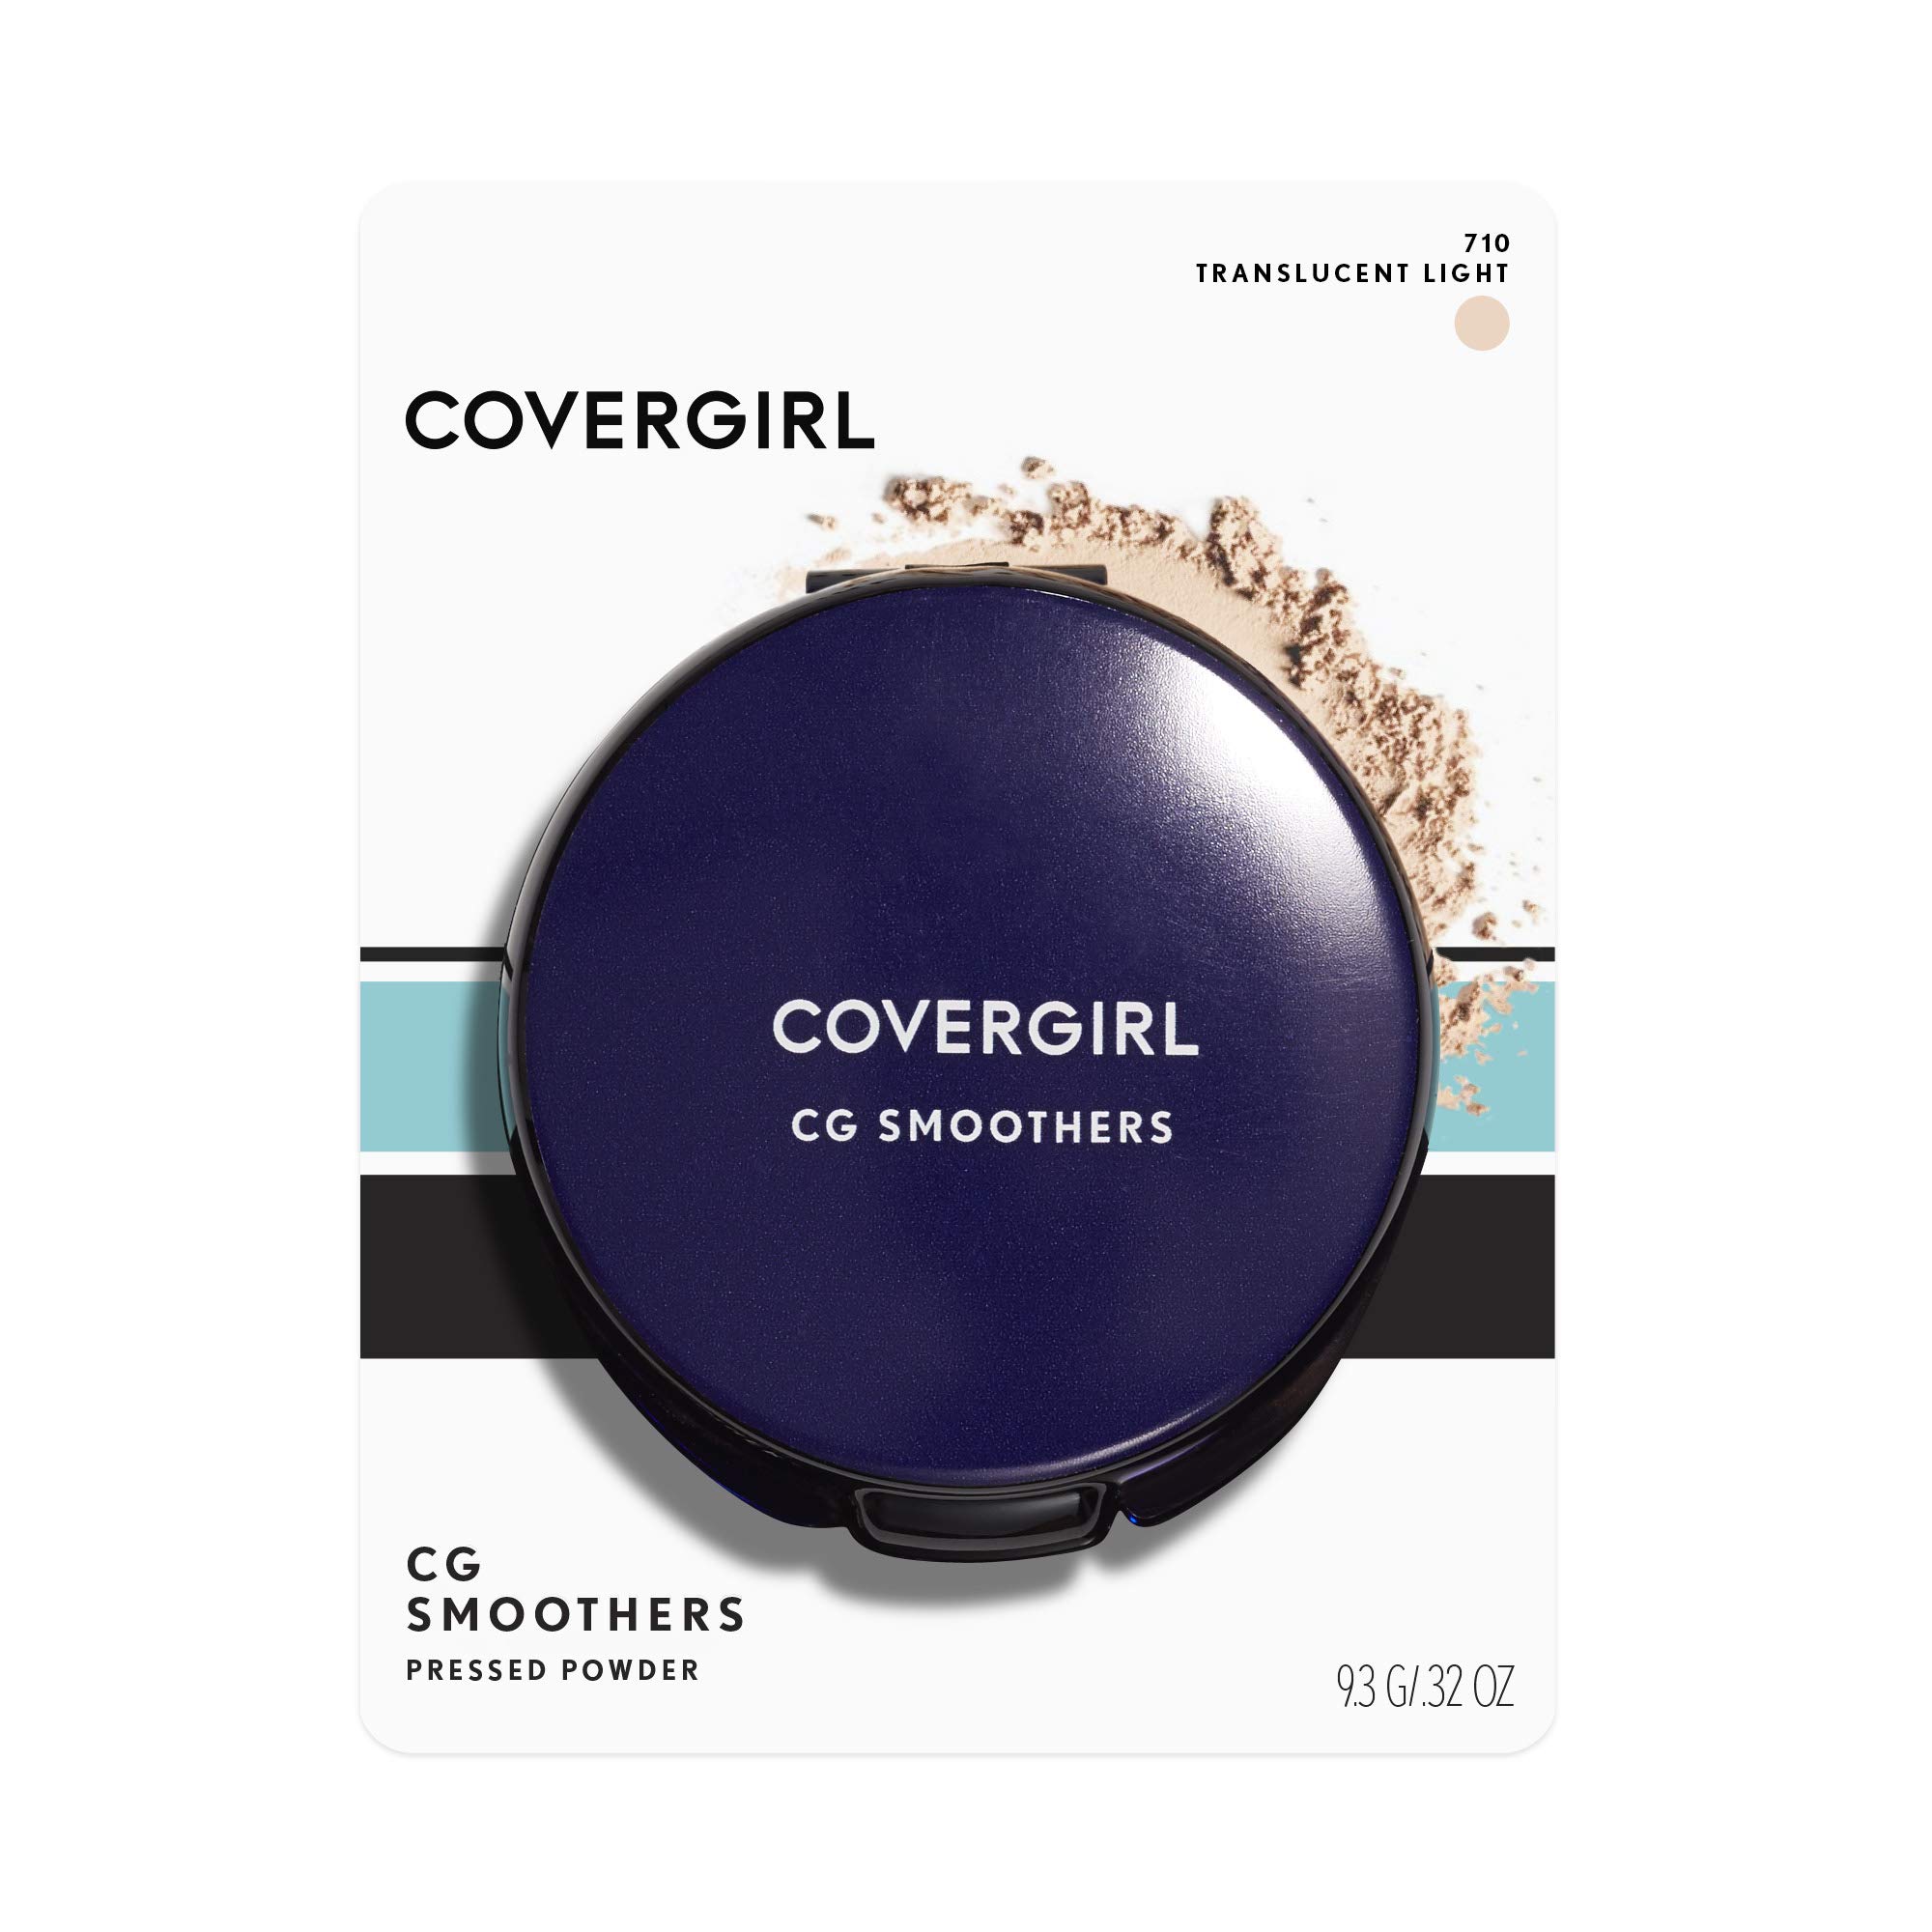 710
TRANSLUCENT LIGHT
COVERGIRL
COVERGIRL
CG SMOOTHERS
CG
SMOOTHERS
PRESSED POWDER
9.3 G/.32 OZ